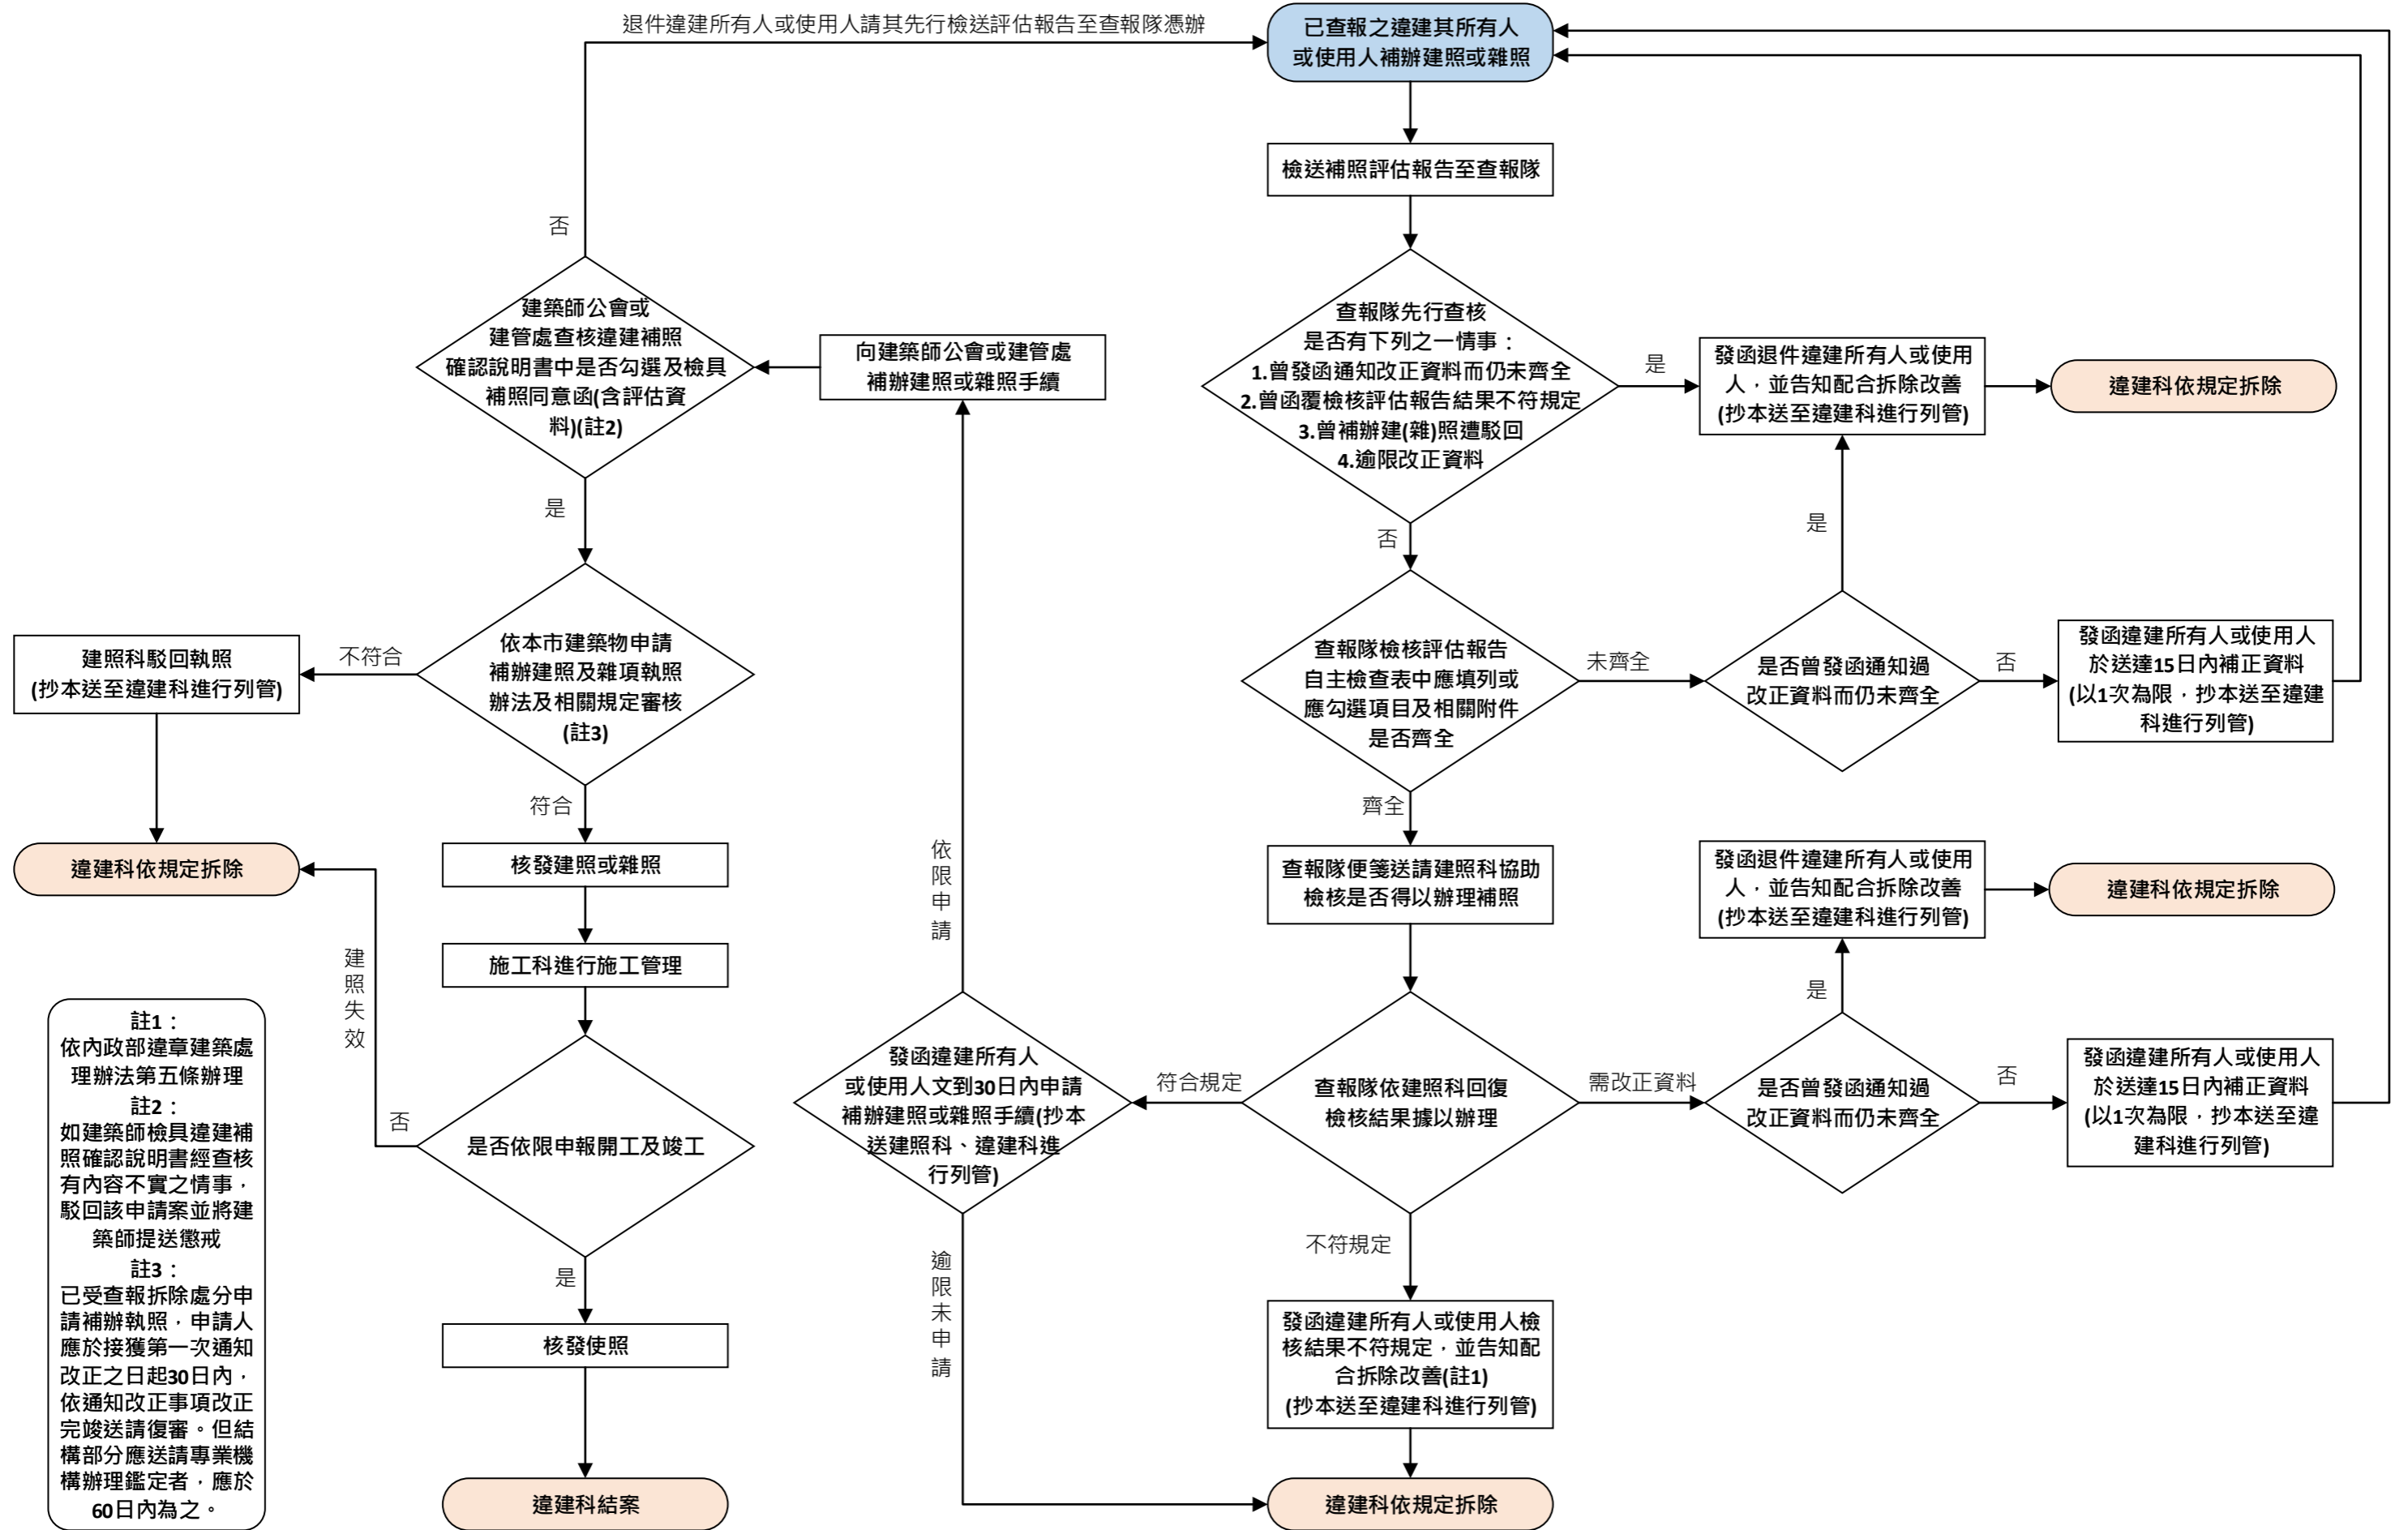 退件違建所有人或使用人請其先行檢送評估報告至查報隊憑辦
已查報之違建其所有人
或使用人補辦建照或雜照
檢送補照評估報告至查報隊
否
建築師公會或
建管處查核違建補照
確認說明書中是否勾選及檢具
補照同意函(含評估資
料)(註2)
向建築師公會或建管處
補辦建照或雜照手續
查報隊先行查核
是否有下列之一情事：
1.曾發函通知改正資料而仍未齊全
2.曾函覆檢核評估報告結果不符規定
3.曾補辦建(雜)照遭駁回
4.逾限改正資料
是
發函退件違建所有人或使用
人，並告知配合拆除改善
(抄本送至違建科進行列管)
違建科依規定拆除
是
否
是
建照科駁回執照
(抄本送至違建科進行列管)
不符合
依本市建築物申請
補辦建照及雜項執照
辦法及相關規定審核
(註3)
查報隊檢核評估報告
自主檢查表中應填列或
應勾選項目及相關附件
是否齊全
未齊全
是否曾發函通知過
改正資料而仍未齊全
否
發函違建所有人或使用人
於送達15日內補正資料
(以1次為限，抄本送至違建
科進行列管)
符合
齊全
違建科依規定拆除
核發建照或雜照
依限申請
查報隊便箋送請建照科協助
檢核是否得以辦理補照
發函退件違建所有人或使用
人，並告知配合拆除改善
(抄本送至違建科進行列管)
違建科依規定拆除
建照失效
施工科進行施工管理
是
註1：
依內政部違章建築處
理辦法第五條辦理
註2：
如建築師檢具違建補
照確認說明書經查核
有內容不實之情事，
駁回該申請案並將建
築師提送懲戒
註3：
已受查報拆除處分申
請補辦執照，申請人
應於接獲第一次通知
改正之日起30日內，
依通知改正事項改正
完竣送請復審。但結
構部分應送請專業機
構辦理鑑定者，應於
60日內為之。
否
是否依限申報開工及竣工
發函違建所有人
或使用人文到30日內申請
補辦建照或雜照手續(抄本
送建照科、違建科進
行列管)
符合規定
查報隊依建照科回復
檢核結果據以辦理
需改正資料
是否曾發函通知過
改正資料而仍未齊全
否
發函違建所有人或使用人
於送達15日內補正資料
(以1次為限，抄本送至違
建科進行列管)
是
逾限未申請
不符規定
核發使照
發函違建所有人或使用人檢
核結果不符規定，並告知配
合拆除改善(註1)
(抄本送至違建科進行列管)
違建科結案
違建科依規定拆除